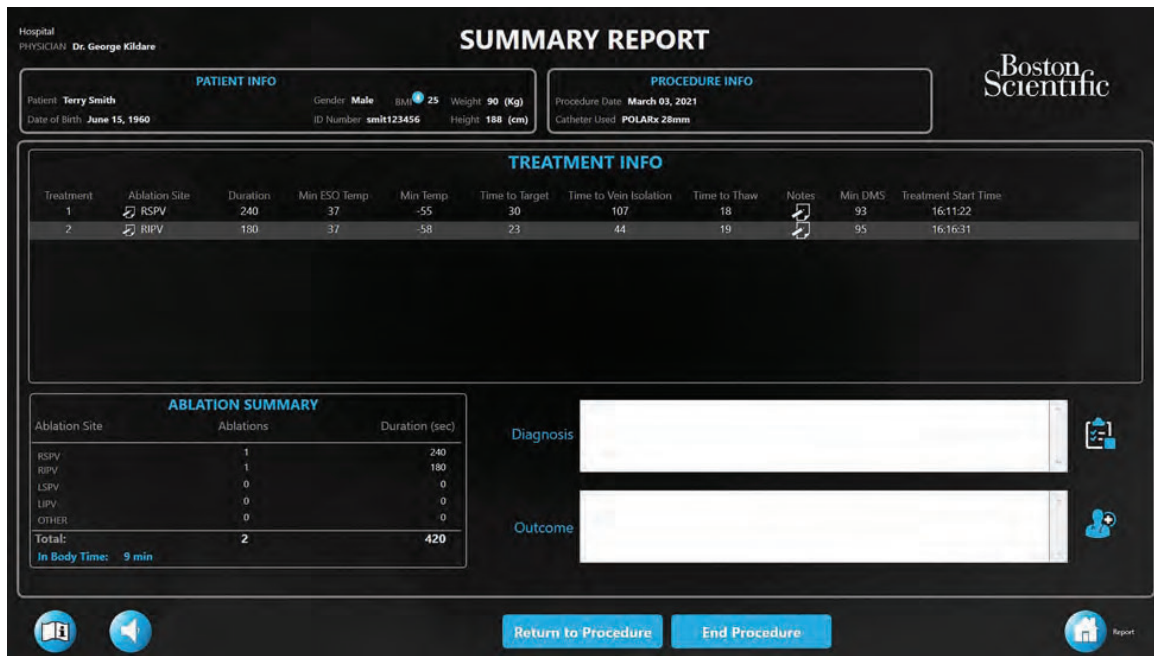 Hospital
PHYSICIAN Dr. George Kildare
SUMMARY REPORT
Boston
Scientific
PATIENT INFO
Patient Terry Smith Gender Male BMI 25 Weight 90 (Kg)
Date of Birth June 15, 1960 ID Number smit123456 Height 188 (cm)
PROCEDURE INFO
Procedure Date March 03, 2021
Catheter Used POLARx 28mm
TREATMENT INFO
Treatment Ablation Site Duration Min ESO Temp Min Temp Time to Target Time to Vein Isolation Time to Thaw Notes Min DMS Treatment Start Time
1 RSPV 240 37 -55 30 107 18 93 16:11:22
2 RIPV 180 37 -58 23 44 19 95 16:16:31
ABLATION SUMMARY
Ablation Site Ablations Duration (sec)
RSPV 1 240
RIPV 1 180
LSPV 0 0
LIPV 0 0
OTHER 0 0
Total: 2 420
In Body Time: 9 min
Diagnosis
Outcome
Return to Procedure
End Procedure
Report